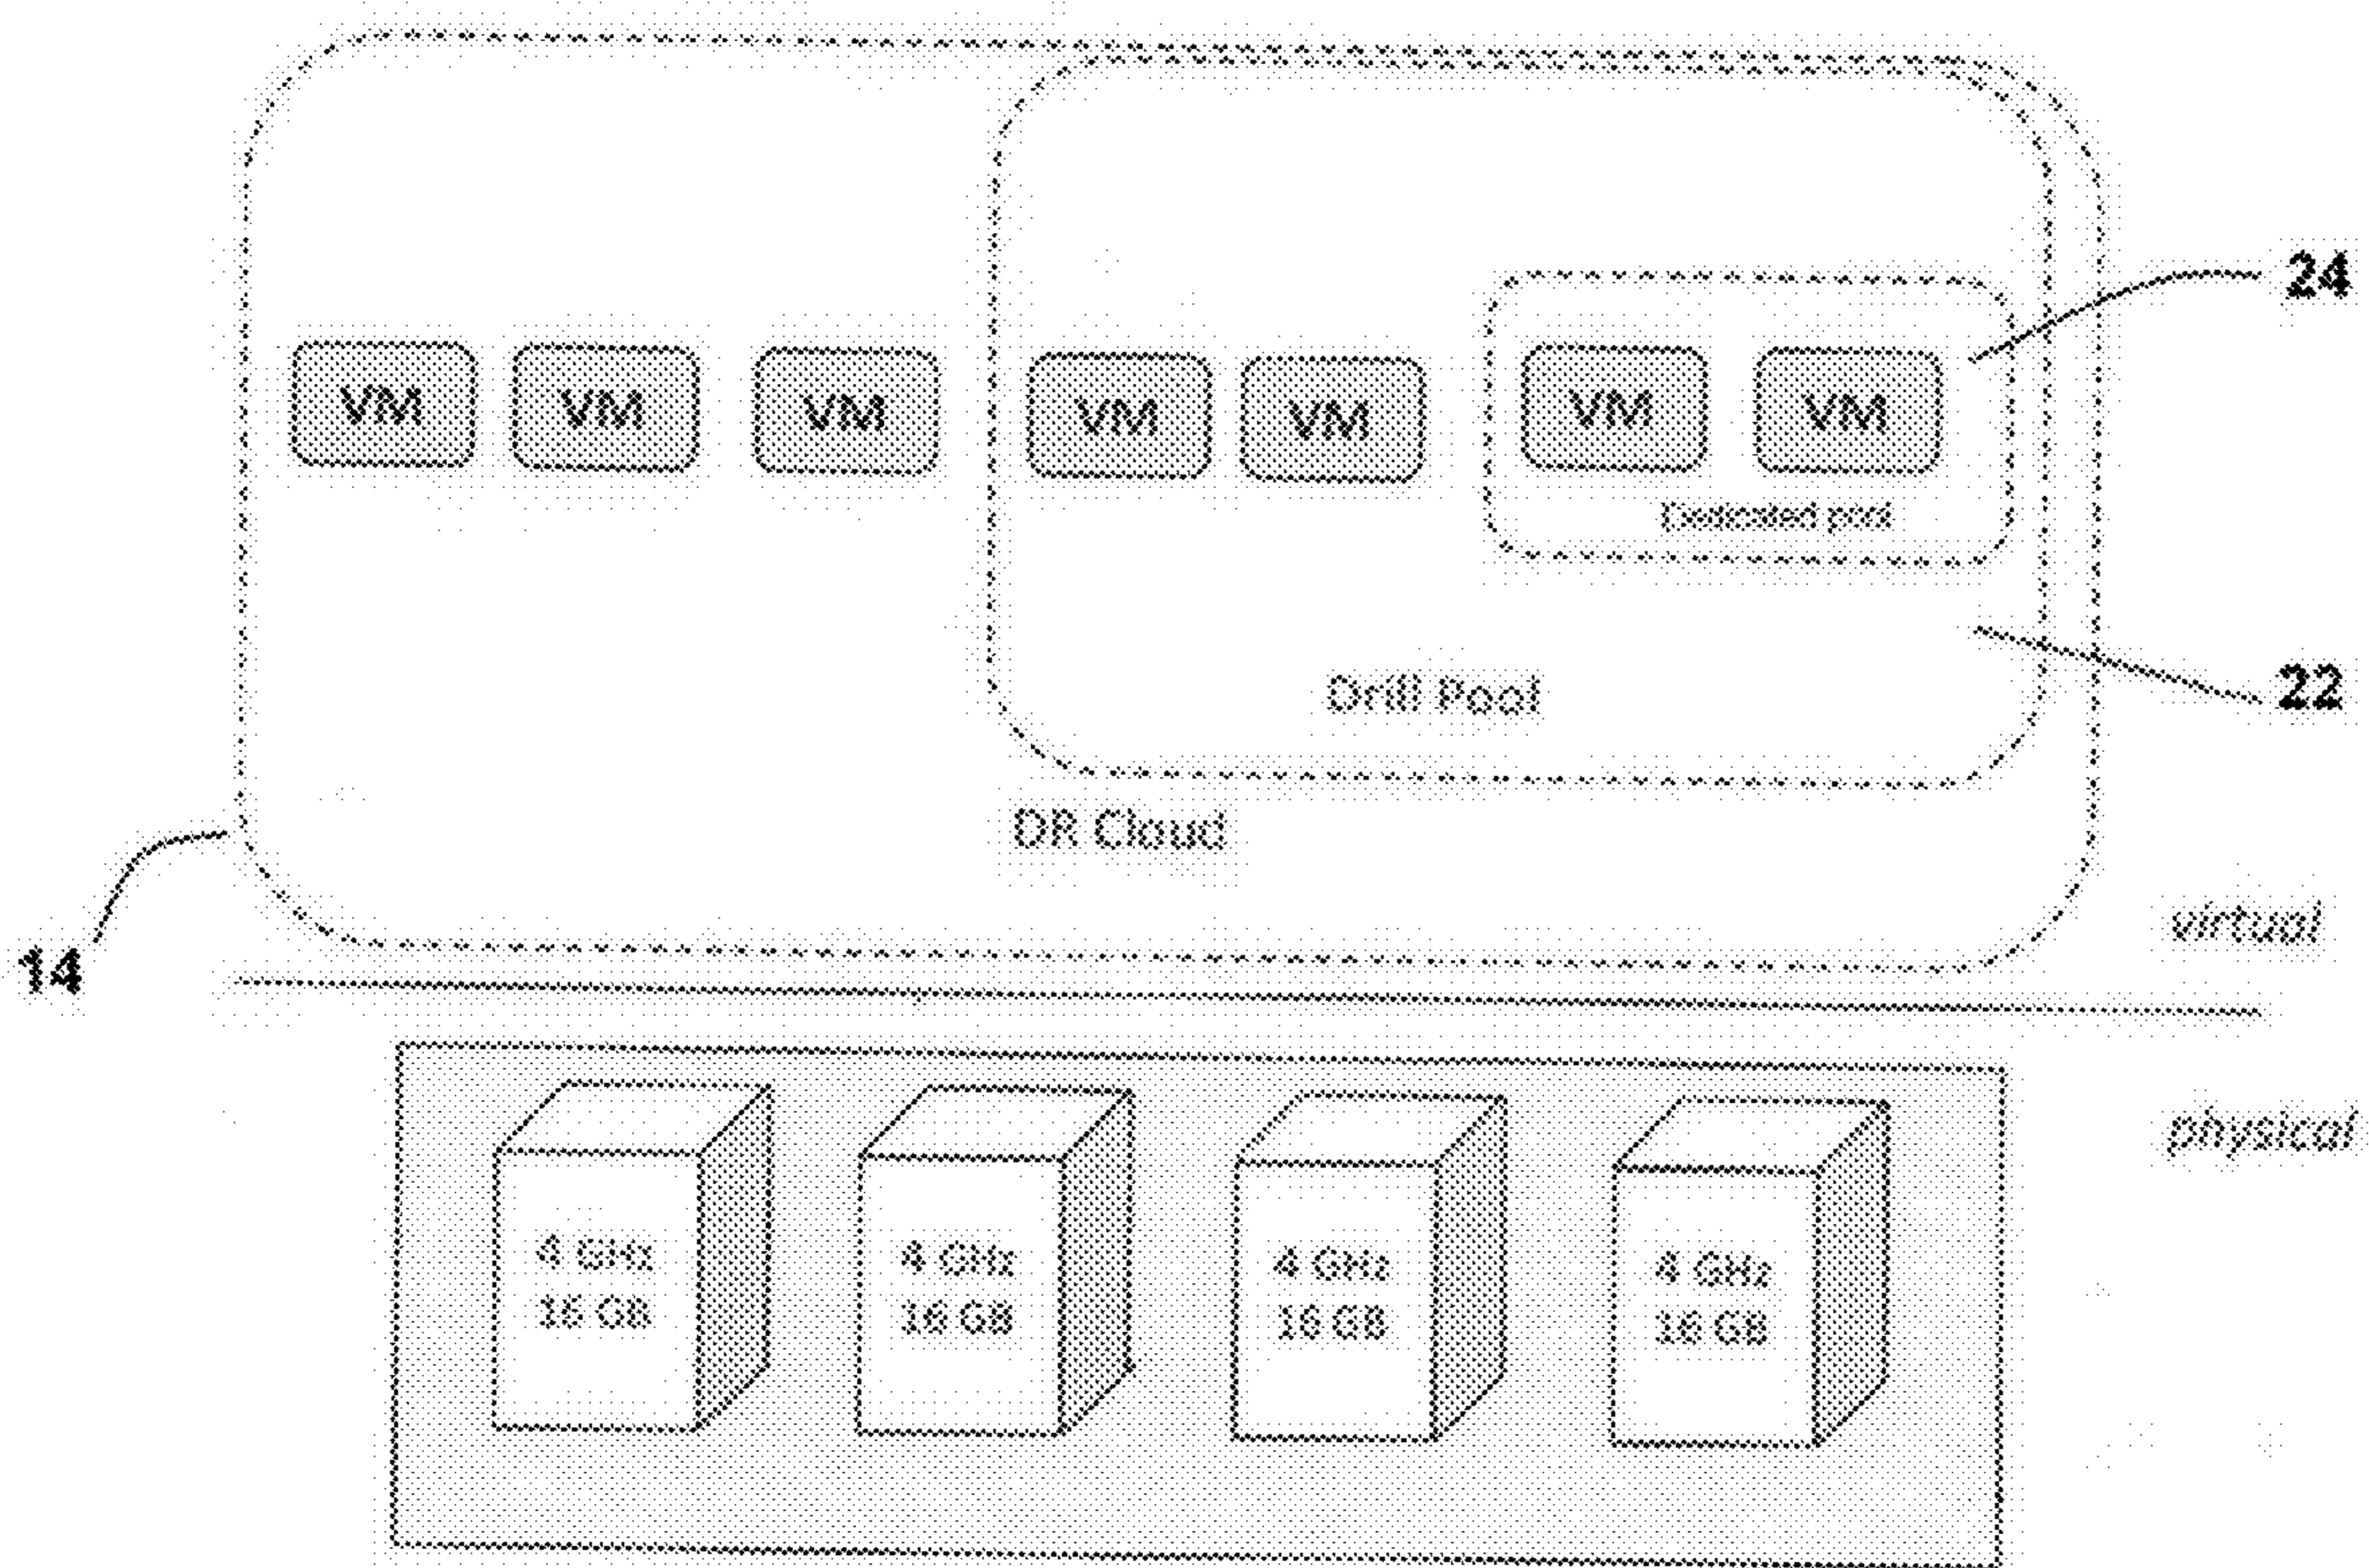 24
VM VM VM VM VM VM VM
Dedicated pool
22
Drill Pool
DR Cloud
virtual
14
physical
4 GHz 4 GHz 4 GHz 4 GHz
16 GB 16 GB 16 GB 16 GB